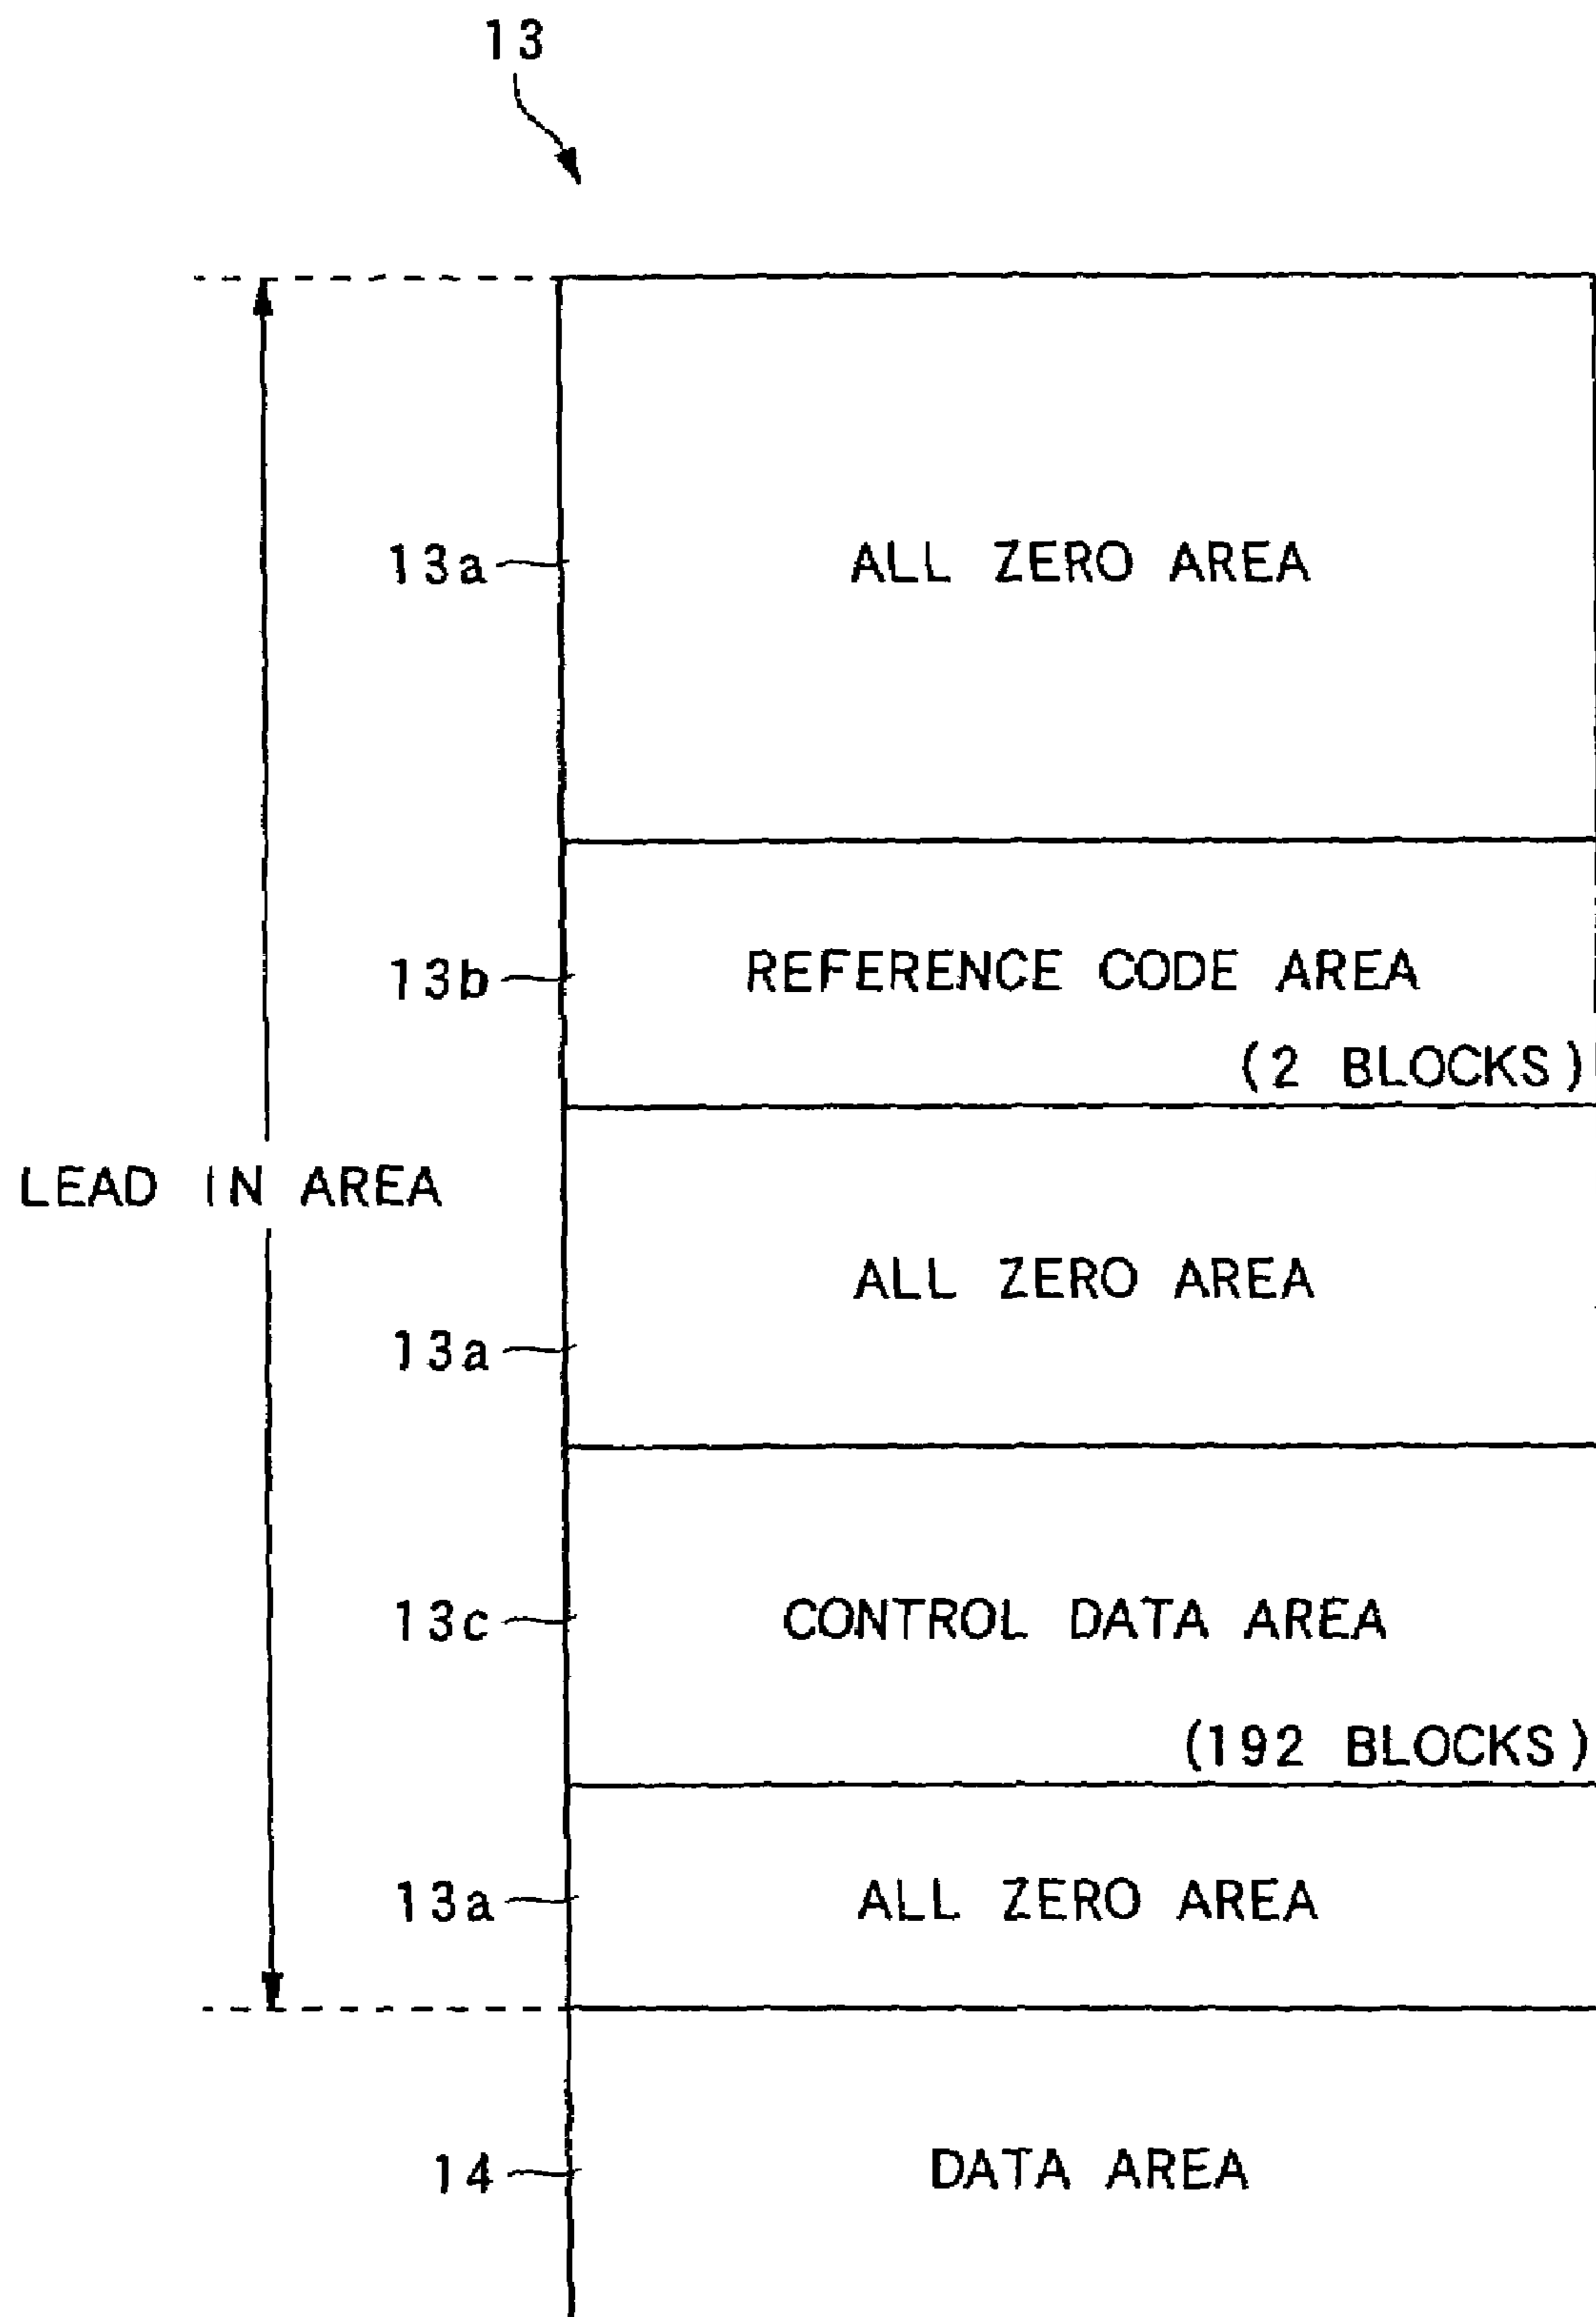 13
13a ALL ZERO AREA
13b REFERENCE CODE AREA
(2 BLOCKS)
LEAD IN AREA
ALL ZERO AREA
13a
13c CONTROL DATA AREA
(192 BLOCKS)
13a ALL ZERO AREA
14 DATA AREA